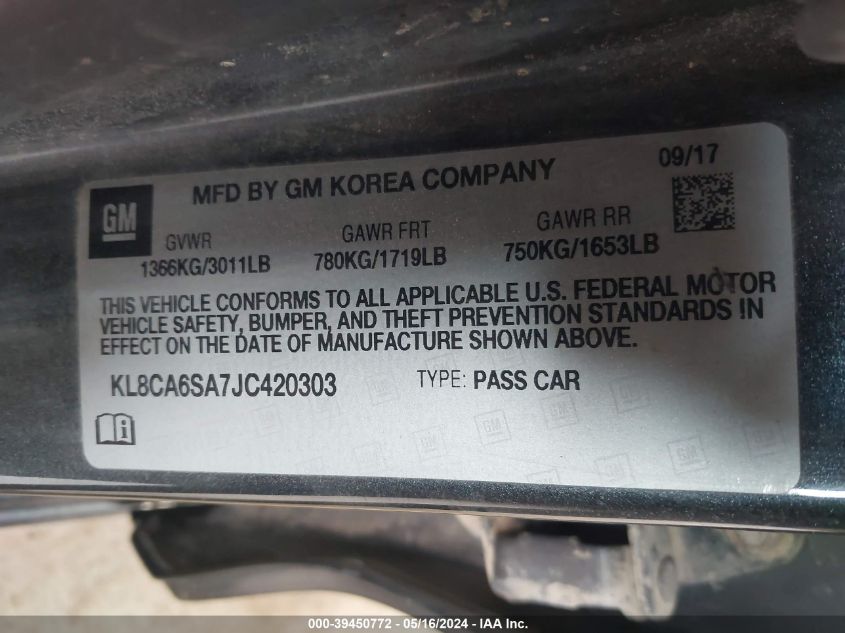 MFD BY GM KOREA COMPANY 09/17
GM
GVWR GAWR FRT GAWR RR
1366KG/3011LB 780KG/1719LB 750KG/1653LB
THIS VEHICLE CONFORMS TO ALL APPLICABLE U.S. FEDERAL MOTOR
VEHICLE SAFETY, BUMPER, AND THEFT PREVENTION STANDARDS IN
EFFECT ON THE DATE OF MANUFACTURE SHOWN ABOVE.
KL8CA6SA7JC420303 TYPE: PASS CAR
000-39450772 - 05/16/2024 - IAA Inc.